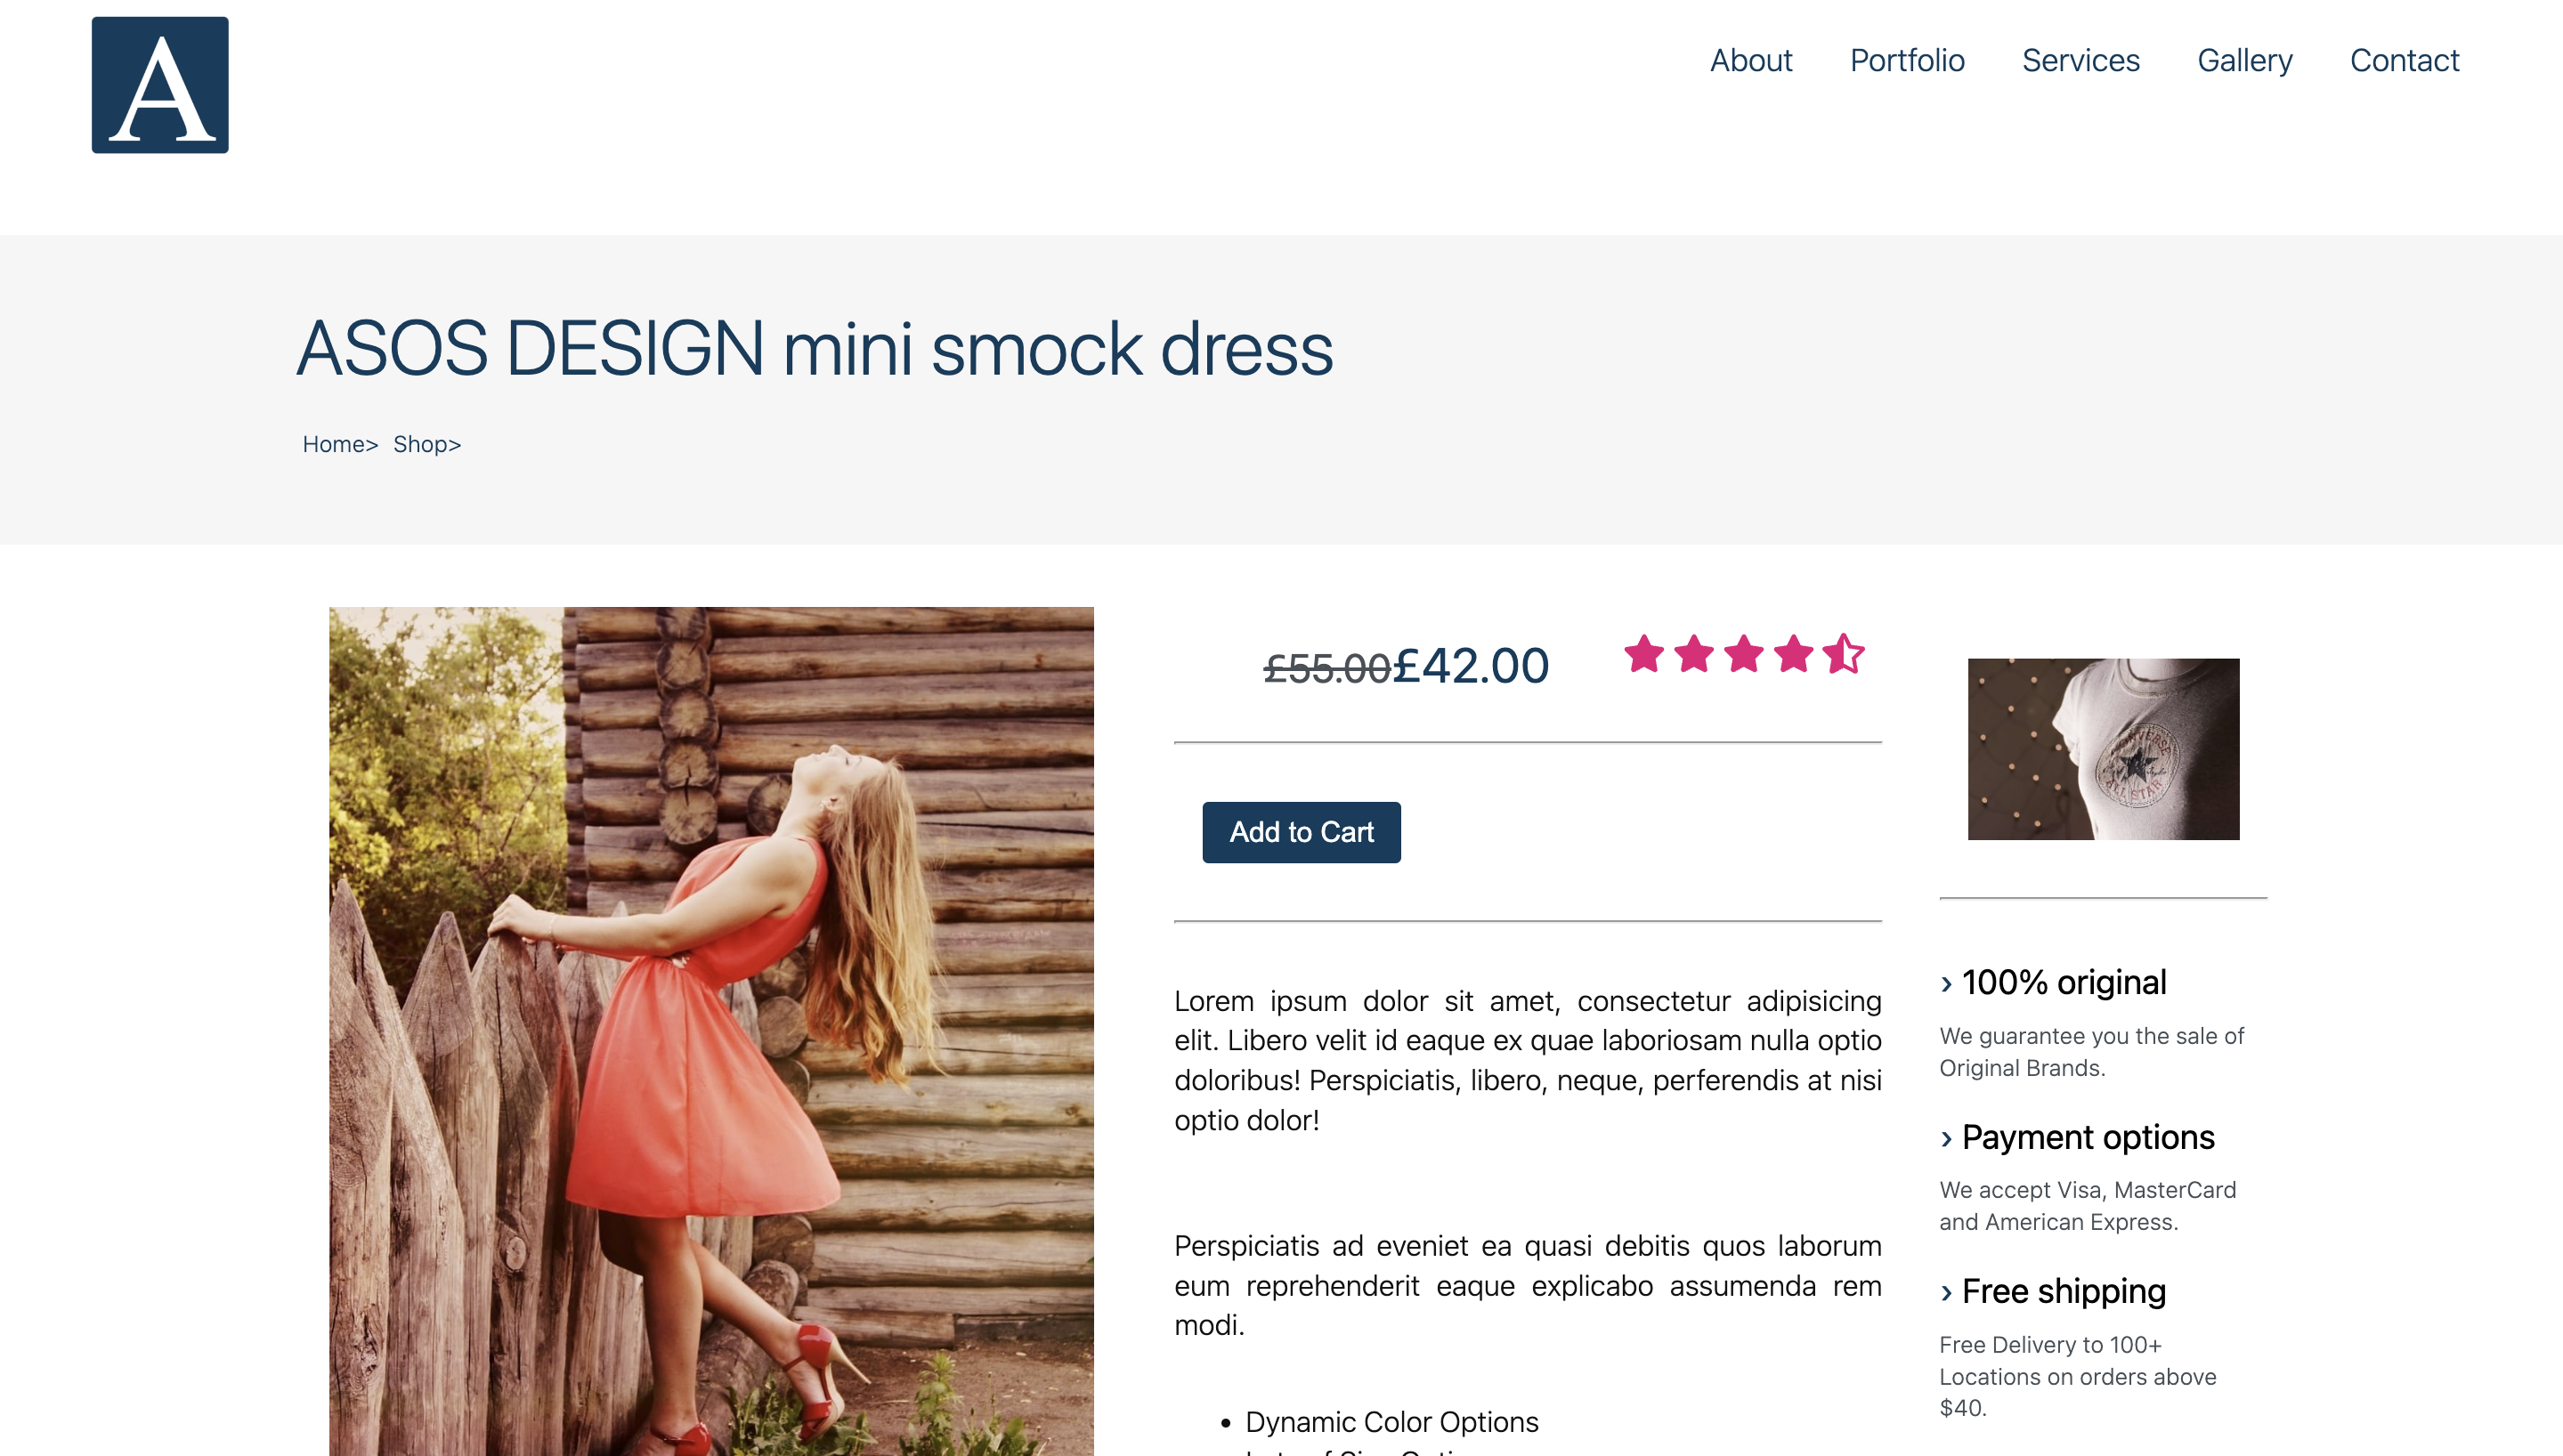 A
About Portfolio Services Gallery Contact
ASOS DESIGN mini smock dress
Home> Shop>
£55.00£42.00
Add to Cart
Lorem ipsum dolor sit amet, consectetur adipisicing
elit. Libero velit id eaque ex quae laboriosam nulla optio
doloribus! Perspiciatis, libero, neque, perferendis at nisi
optio dolor!
Perspiciatis ad eveniet ea quasi debitis quos laborum
eum reprehenderit eaque explicabo assumenda rem
modi.
• Dynamic Color Options
CONVERSE
ALL STAR
› 100% original
We guarantee you the sale of
Original Brands.
› Payment options
We accept Visa, MasterCard
and American Express.
› Free shipping
Free Delivery to 100+
Locations on orders above
$40.